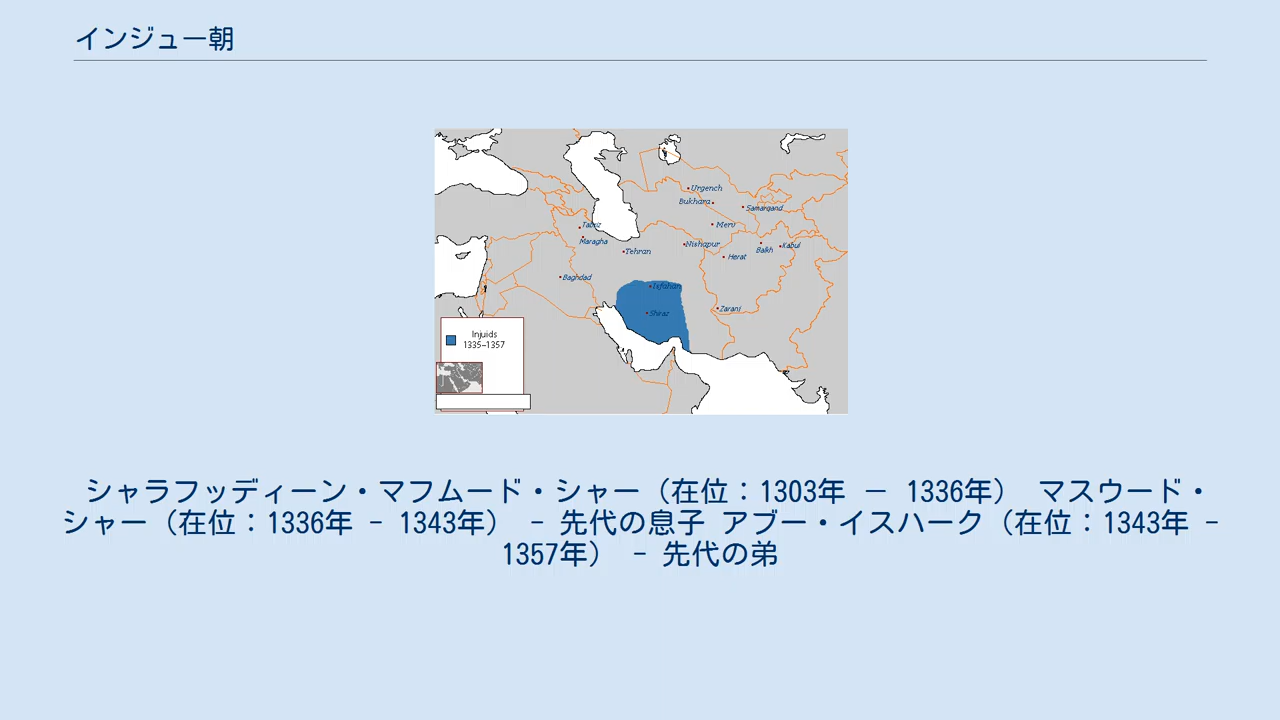 インジュー朝
Urgench
Bukhara
Samarqand
Tabriz
Merv
Maragha
Nishapur
Balkh
Kabul
Tehran
Herat
Baghdad
Isfahan
Zaranj
Shiraz
Injuids
1335–1357
シャラフッディーン・マフムード・シャー（在位：1303年 － 1336年） マスウード・
シャー（在位：1336年 - 1343年） - 先代の息子 アブー・イスハーク（在位：1343年 -
1357年） - 先代の弟